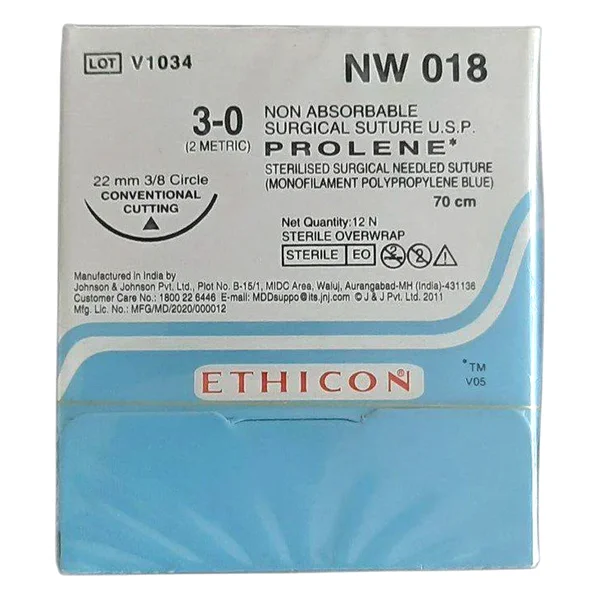 LOT V1034
NW 018
3-0
(2 METRIC)
NON ABSORBABLE
SURGICAL SUTURE U.S.P.
PROLENE*
STERILISED SURGICAL NEEDLED SUTURE
(MONOFILAMENT POLYPROPYLENE BLUE)
70 cm
22 mm 3/8 Circle
CONVENTIONAL
CUTTING
Net Quantity:12 N
STERILE OVERWRAP
STERILE EO
Manufactured in India by
Johnson & Johnson Pvt. Ltd., Plot No. B-15/1, MIDC Area, Waluj, Aurangabad-MH (India)-431136
Customer Care No.: 1800 22 6446 E-mail: MDDsuppo@its.jnj.com © J & J Pvt. Ltd. 2011
Mfg. Lic. No.: MFG/MD/2020/000012
ETHICON®
*TM
V05